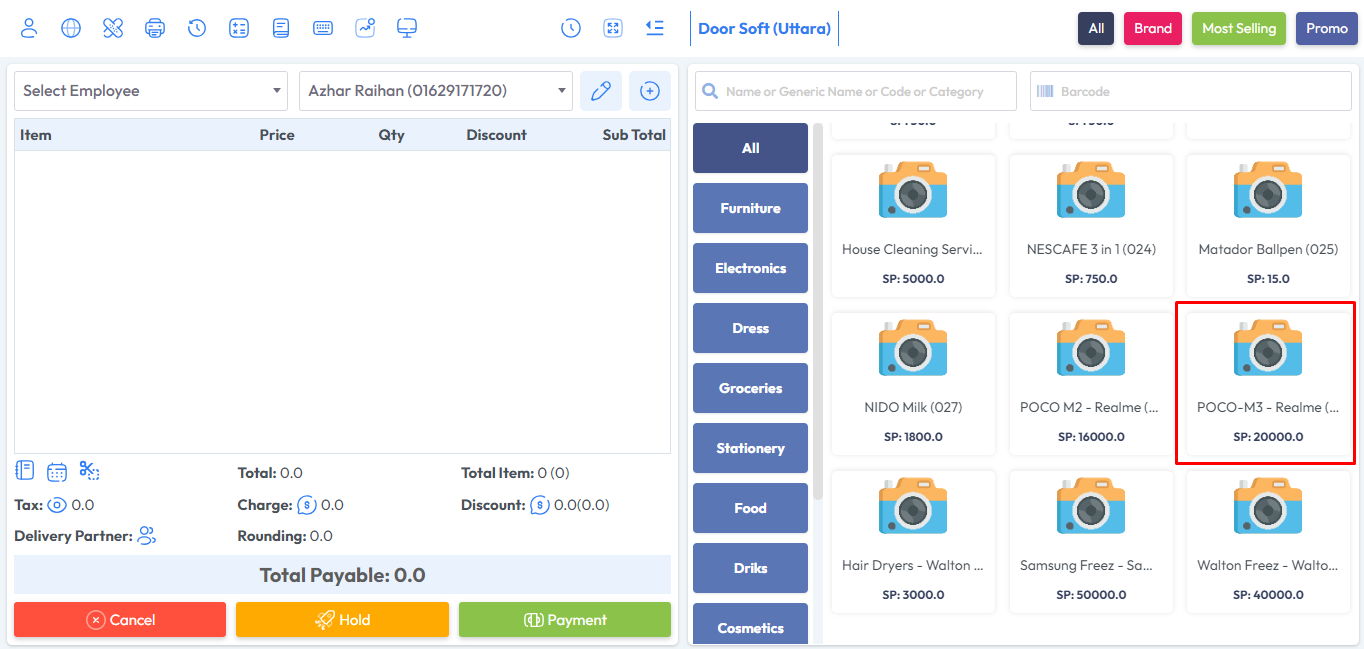 Door Soft (Uttara)
All
Brand
Most Selling
Promo
Select Employee
Azhar Raihan (01629171720)
Name or Generic Name or Code or Category
Barcode
Item Price Qty Discount Sub Total
Total: 0.0
Total Item: 0 (0)
Tax: 0.0
Charge: 0.0
Discount: 0.0(0.0)
Delivery Partner:
Rounding: 0.0
Total Payable: 0.0
Cancel
Hold
Payment
All
Furniture
Electronics
Dress
Groceries
Stationery
Food
Driks
Cosmetics
House Cleaning Servi...
SP: 5000.0
NESCAFE 3 in 1 (024)
SP: 750.0
Matador Ballpen (025)
SP: 15.0
NIDO Milk (027)
SP: 1800.0
POCO M2 - Realme (...
SP: 16000.0
POCO-M3 - Realme (...
SP: 20000.0
Hair Dryers - Walton ...
SP: 3000.0
Samsung Freez - Sa...
SP: 50000.0
Walton Freez - Walto...
SP: 40000.0